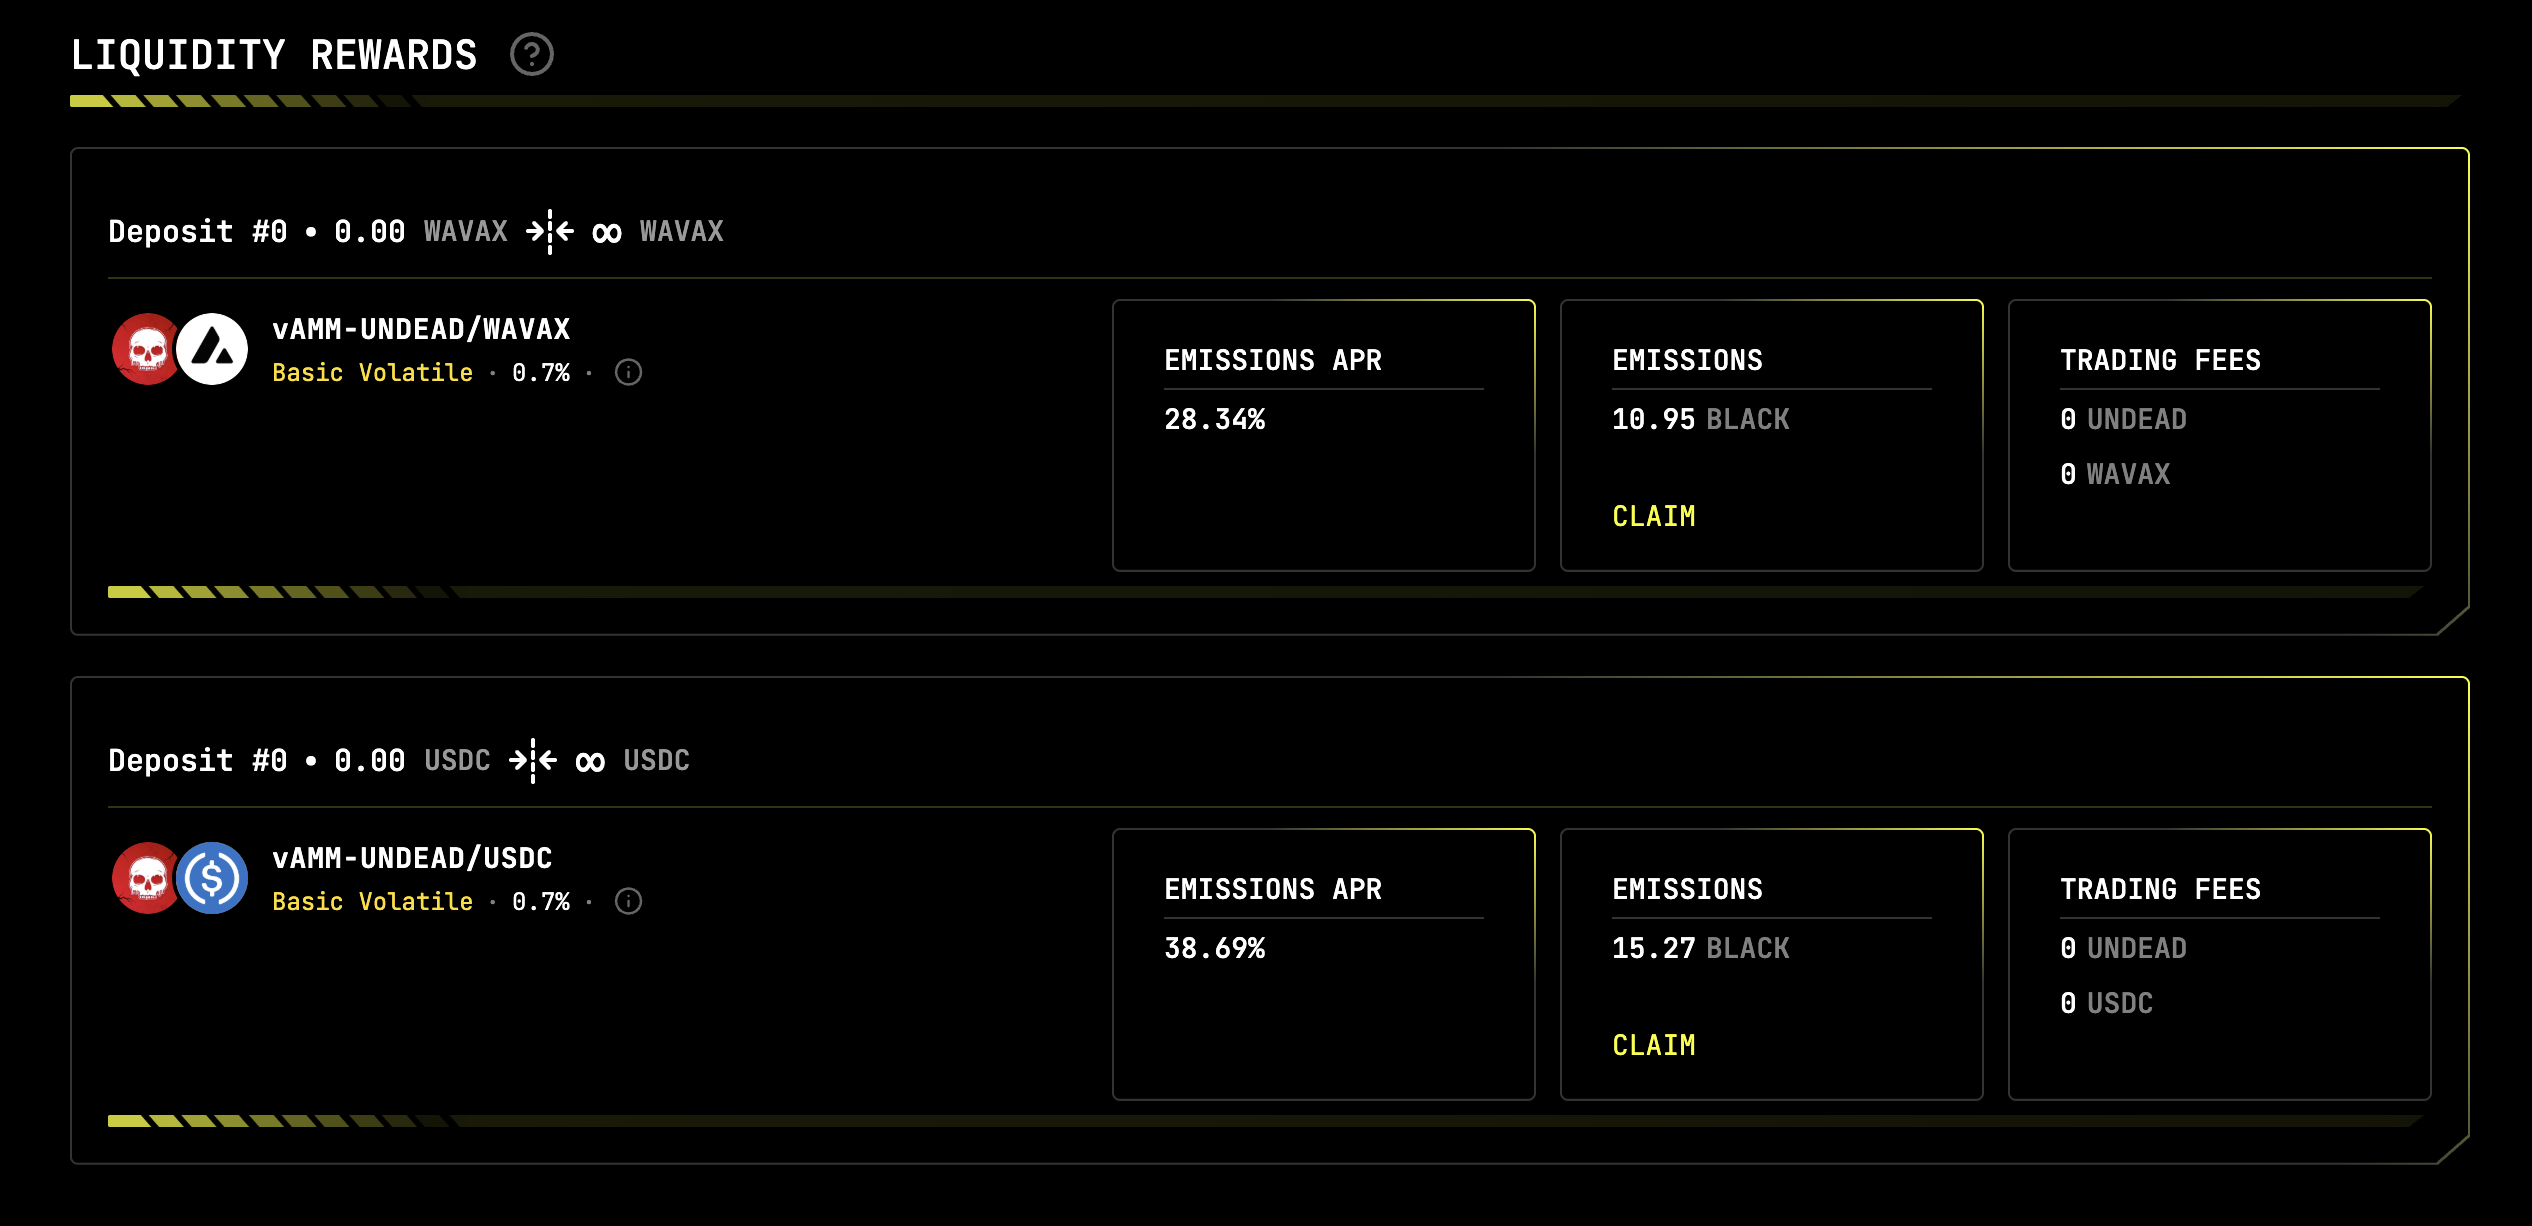 LIQUIDITY REWARDS
Deposit #0 • 0.00 WAVAX ∞ WAVAX
vAMM-UNDEAD/WAVAX
Basic Volatile · 0.7% ·
EMISSIONS APR
28.34%
EMISSIONS
10.95 BLACK
CLAIM
TRADING FEES
0 UNDEAD
0 WAVAX
Deposit #0 • 0.00 USDC ∞ USDC
vAMM-UNDEAD/USDC
Basic Volatile · 0.7% ·
EMISSIONS APR
38.69%
EMISSIONS
15.27 BLACK
CLAIM
TRADING FEES
0 UNDEAD
0 USDC